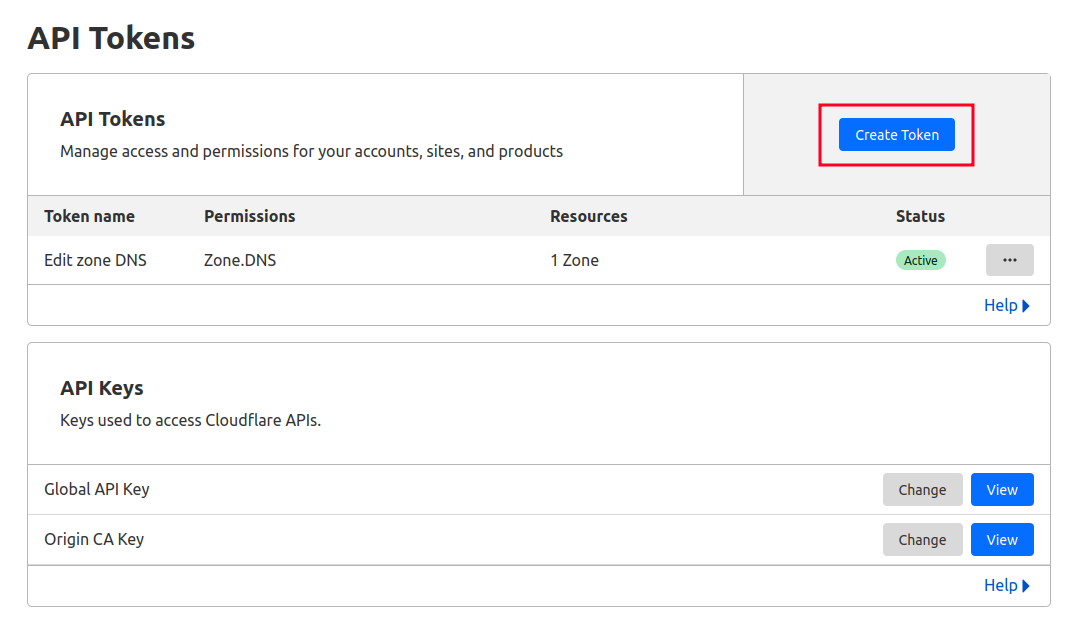 API Tokens
API Tokens
Manage access and permissions for your accounts, sites, and products
Create Token
Token name Permissions Resources Status
Edit zone DNS Zone.DNS 1 Zone Active ...
Help
API Keys
Keys used to access Cloudflare APIs.
Global API Key Change View
Origin CA Key Change View
Help